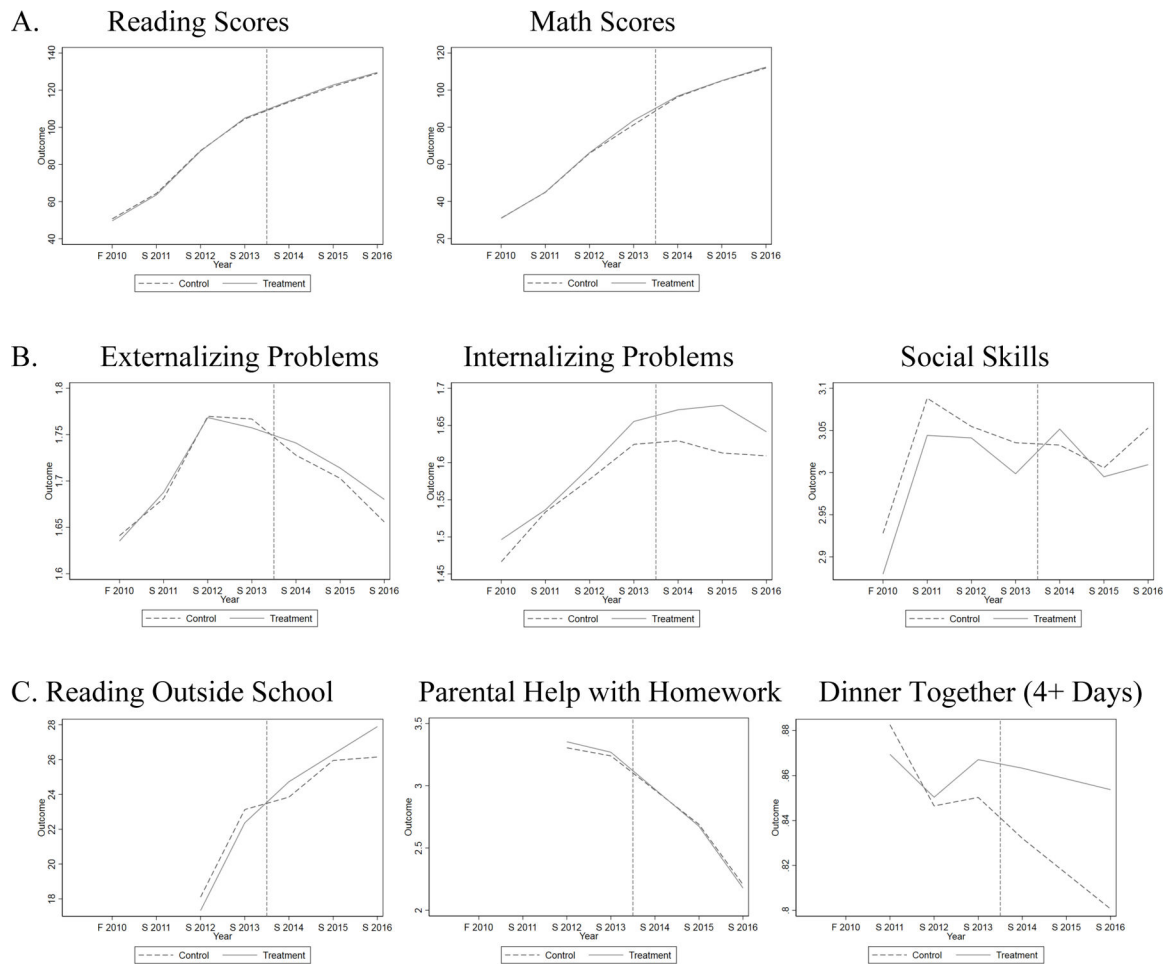 A. Reading Scores Math Scores
Outcome
140
120
100
80
60
40
F 2010 S 2011 S 2012 S 2013 S 2014 S 2015 S 2016
Year
Control Treatment
Outcome
140
120
100
80
60
40
20
F 2010 S 2011 S 2012 S 2013 S 2014 S 2015 S 2016
Year
Control Treatment
B. Externalizing Problems Internalizing Problems Social Skills
Outcome
1.8
1.75
1.7
1.65
1.6
F 2010 S 2011 S 2012 S 2013 S 2014 S 2015 S 2016
Year
Control Treatment
Outcome
1.7
1.65
1.6
1.55
1.5
1.45
F 2010 S 2011 S 2012 S 2013 S 2014 S 2015 S 2016
Year
Control Treatment
Outcome
3.1
3.05
3
2.95
2.9
F 2010 S 2011 S 2012 S 2013 S 2014 S 2015 S 2016
Year
Control Treatment
C. Reading Outside School Parental Help with Homework Dinner Together (4+ Days)
Outcome
28
26
24
22
20
18
F 2010 S 2011 S 2012 S 2013 S 2014 S 2015 S 2016
Year
Control Treatment
Outcome
3.5
3
2.5
2
F 2010 S 2011 S 2012 S 2013 S 2014 S 2015 S 2016
Year
Control Treatment
Outcome
.88
.86
.84
.82
.8
F 2010 S 2011 S 2012 S 2013 S 2014 S 2015 S 2016
Year
Control Treatment